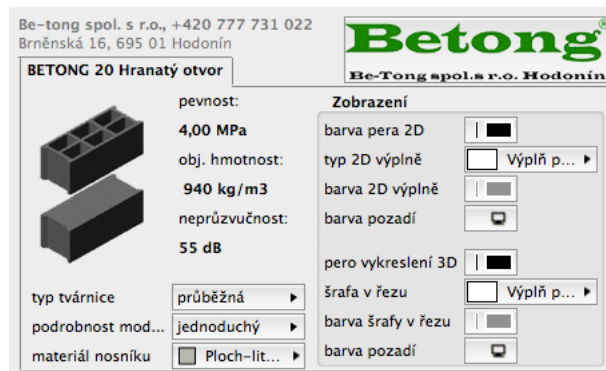 Be-tong spol. s r.o., +420 777 731 022
Brněnská 16, 695 01 Hodonín
Betong®
Be-Tong spol.s r.o. Hodonín
BETONG 20 Hranatý otvor
pevnost:
4,00 MPa
obj. hmotnost:
940 kg/m3
neprůzvučnost:
55 dB
typ tvárnice průběžná
podrobnost mod... jednoduchý
materiál nosníku Ploch-lit...
Zobrazení
barva pera 2D
typ 2D výplně Výplň p...
barva 2D výplně
barva pozadí
pero vykreslení 3D
šrafa v řezu Výplň p...
barva šrafy v řezu
barva pozadí